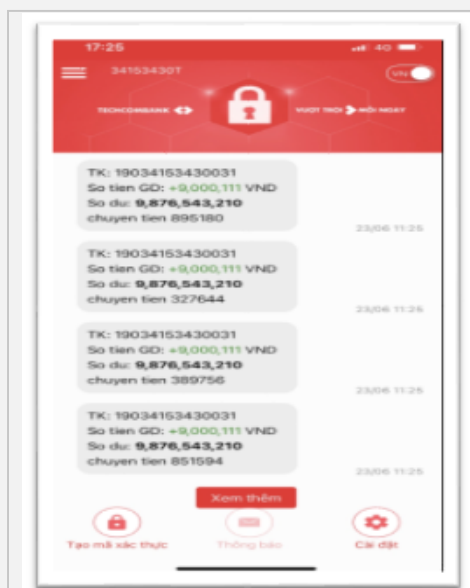 17:25
4G
34153430T
VN
TECHCOMBANK
VƯỢT TRỘI MỖI NGÀY
TK: 19034153430031
So tien GD: +9,000,111 VND
So du: 9,876,543,210
chuyen tien 895180
23/06 11:25
TK: 19034153430031
So tien GD: +9,000,111 VND
So du: 9,876,543,210
chuyen tien 327644
23/06 11:25
TK: 19034153430031
So tien GD: +9,000,111 VND
So du: 9,876,543,210
chuyen tien 389756
23/06 11:25
TK: 19034153430031
So tien GD: +9,000,111 VND
So du: 9,876,543,210
chuyen tien 851594
23/06 11:25
Xem thêm
Tạo mã xác thực
Thông báo
Cài đặt